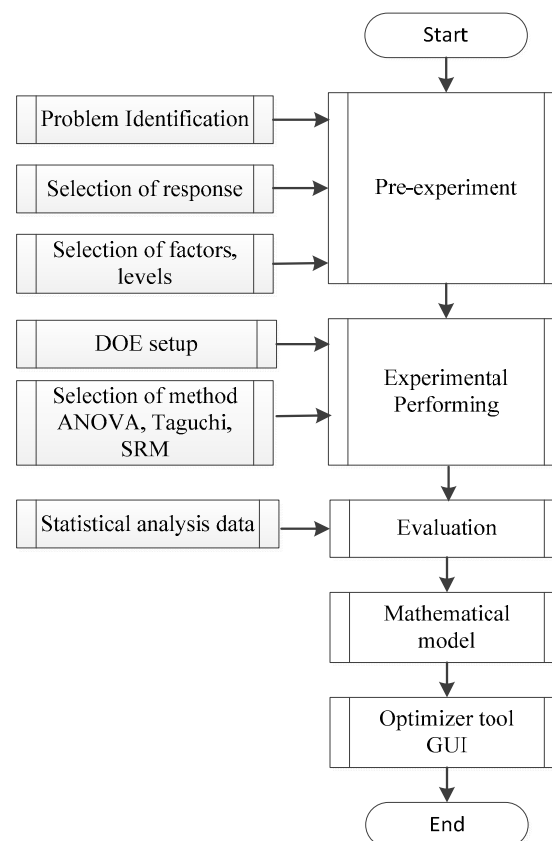 Start
Problem Identification
Selection of response
Selection of factors,
levels
Pre-experiment
DOE setup
Selection of method
ANOVA, Taguchi,
SRM
Experimental
Performing
Statistical analysis data
Evaluation
Mathematical
model
Optimizer tool
GUI
End